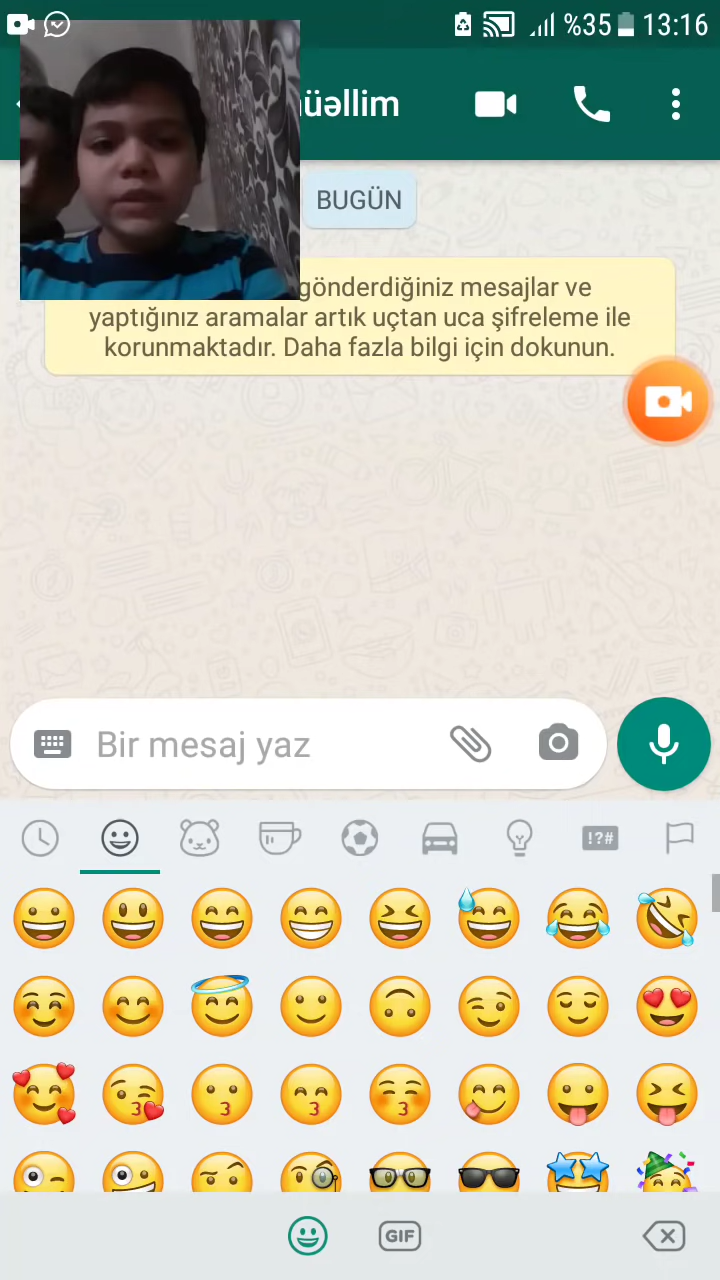 %35 13:16
üəllim
BUGÜN
gönderdiğiniz mesajlar ve
yaptığınız aramalar artık uçtan uca şifreleme ile
korunmaktadır. Daha fazla bilgi için dokunun.
Bir mesaj yaz
!?#
GIF